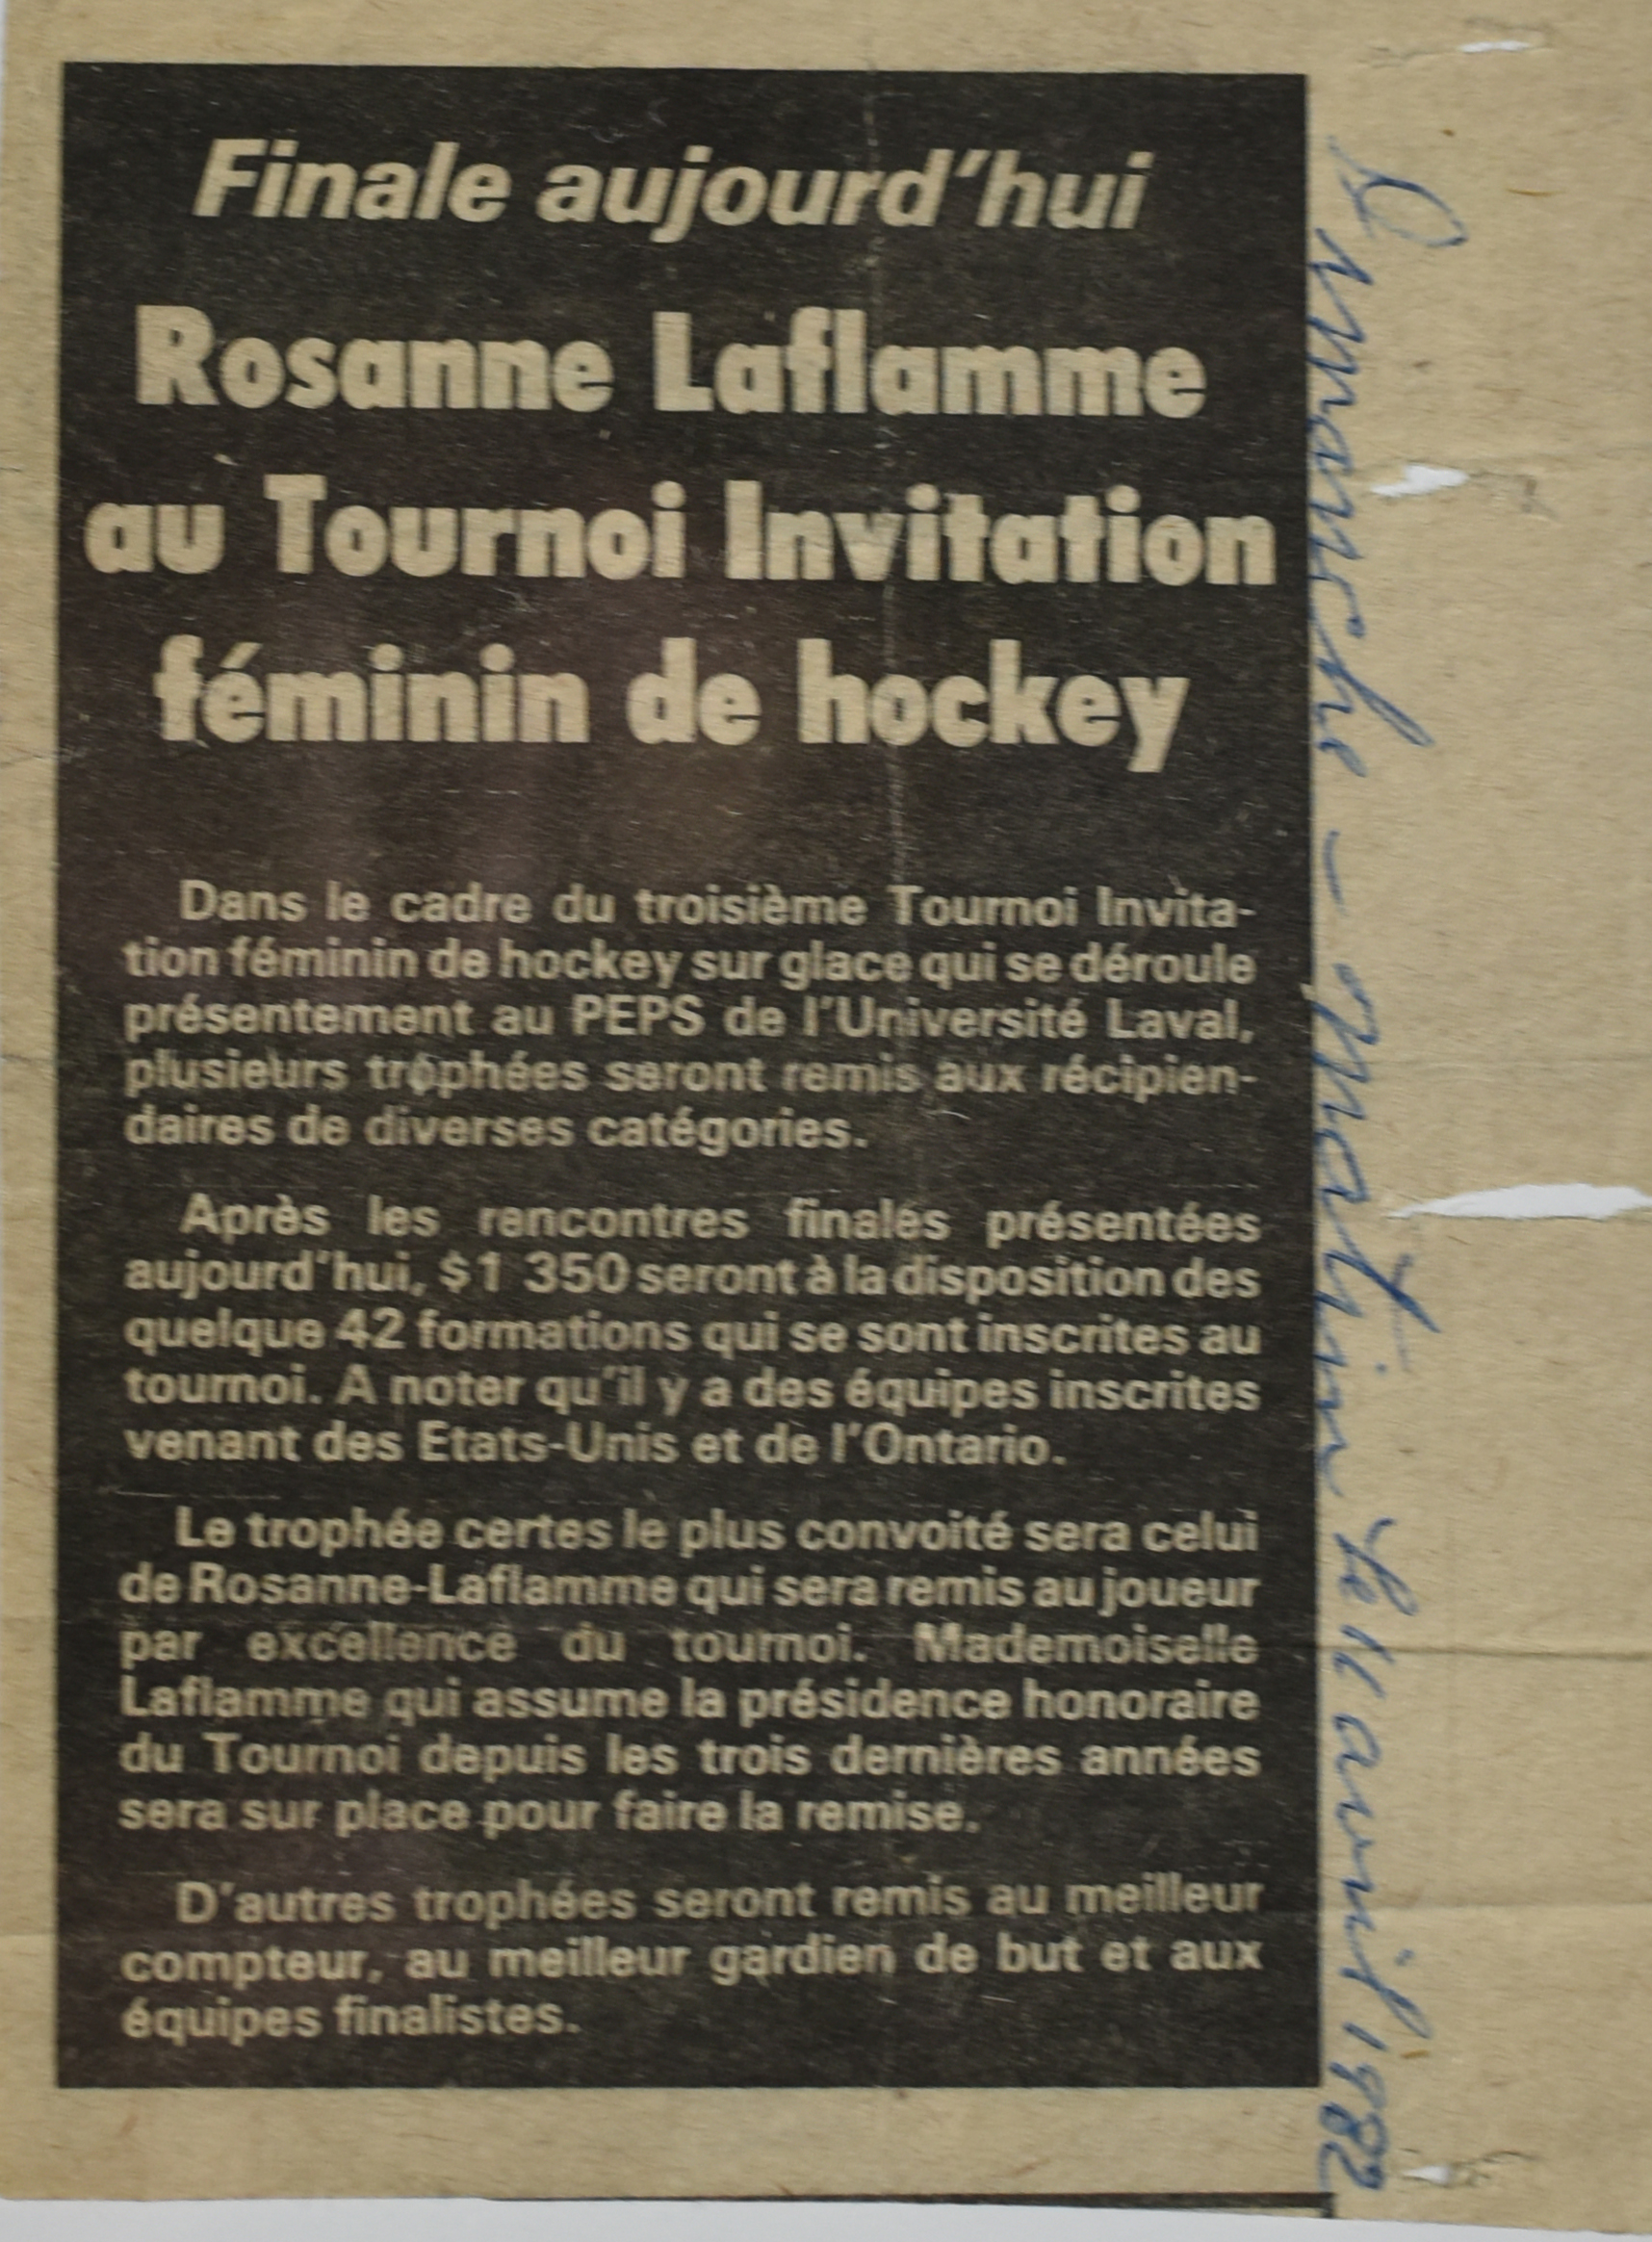 Finale aujourd'hui
Rosanne Laflamme
au Tournoi Invitation
féminin de hockey
Dans le cadre du troisième Tournoi Invita-
tion féminin de hockey sur glace qui se déroule
présentement au PEPS de l'Université Laval,
plusieurs trophées seront remis aux récipien-
daires de diverses catégories.
Après les rencontres finales présentées
aujourd'hui, $1 350 seront à la disposition des
quelque 42 formations qui se sont inscrites au
tournoi. A noter qu'il y a des équipes inscrites
venant des Etats-Unis et de l'Ontario.
Le trophée certes le plus convoité sera celui
de Rosanne-Laflamme qui sera remis au joueur
par excellence du tournoi. Mademoiselle
Laflamme qui assume la présidence honoraire
du Tournoi depuis les trois dernières années
sera sur place pour faire la remise.
D'autres trophées seront remis au meilleur
compteur, au meilleur gardien de but et aux
équipes finalistes.
Dimanche - Matin le 11 avril 1982